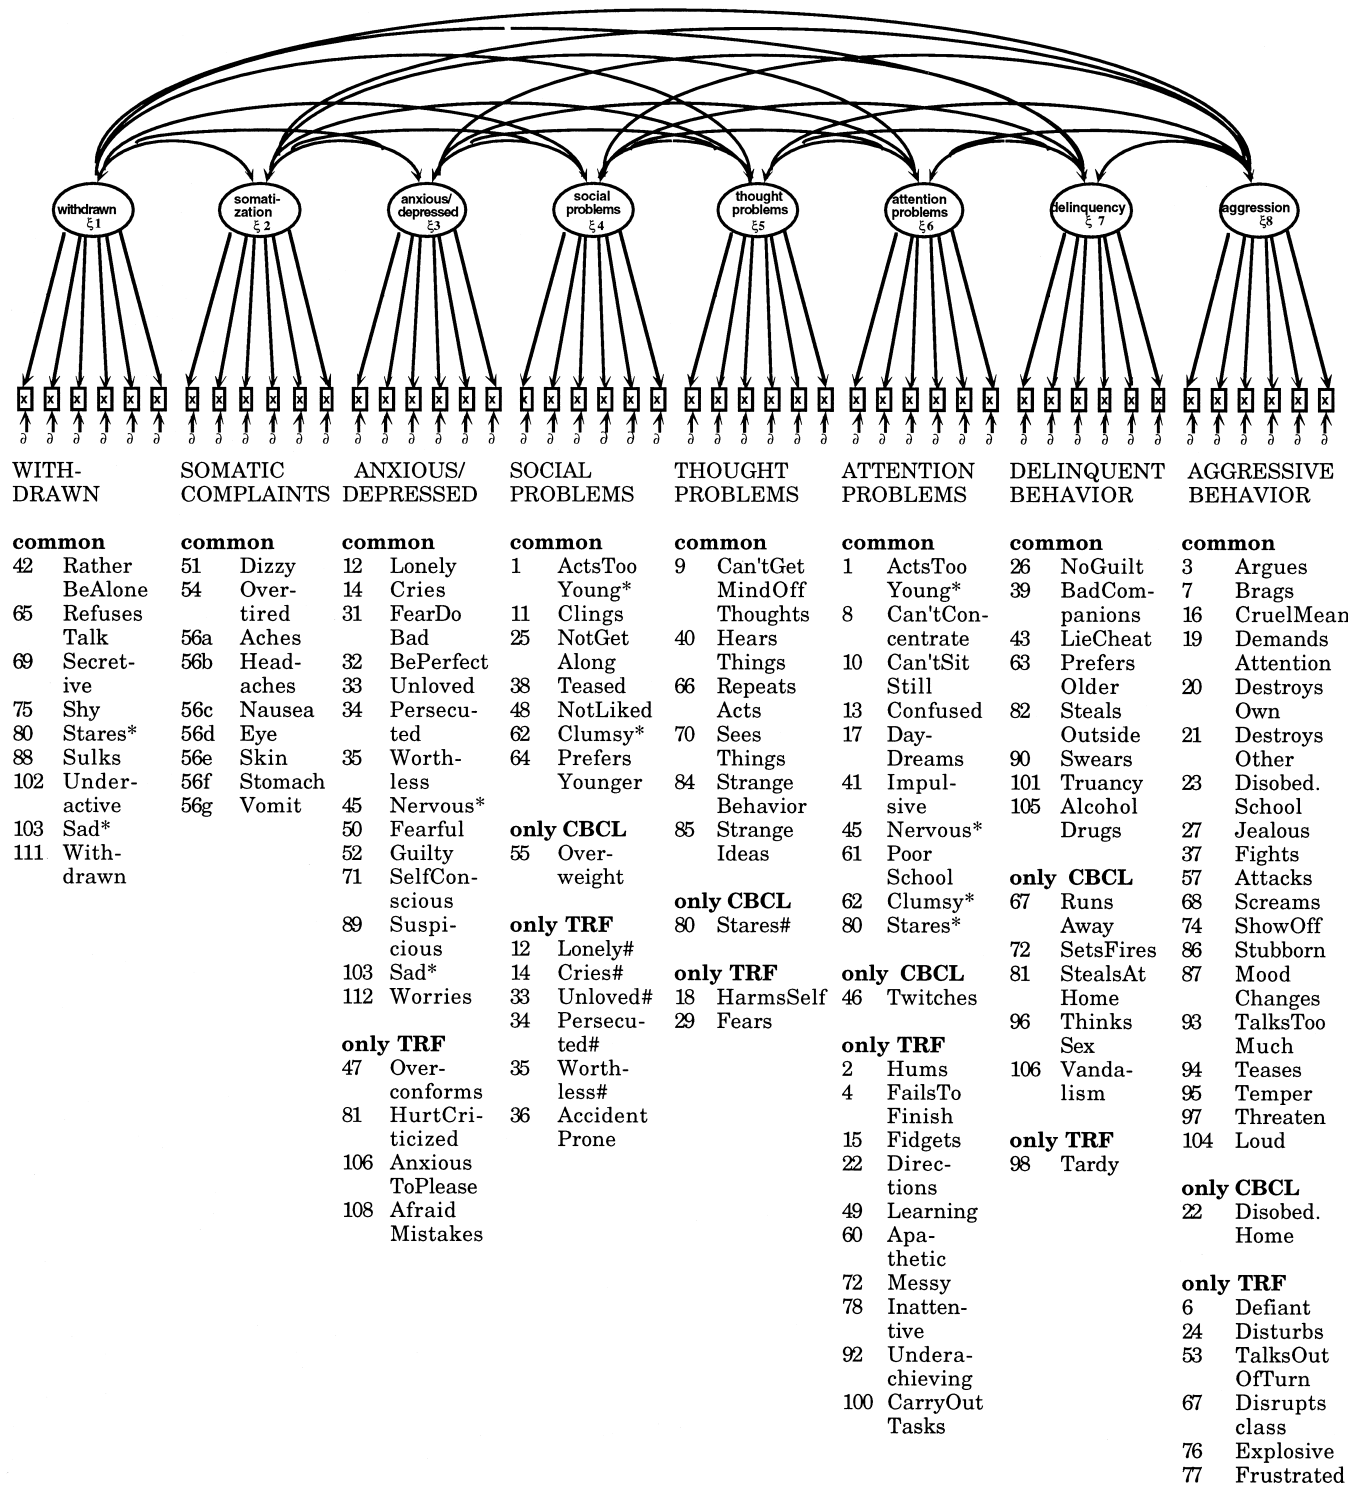 withdrawn
ξ1
somati-
zation
ξ 2
anxious/
depressed
ξ3
social
problems
ξ 4
thought
problems
ξ5
attention
problems
ξ6
delinquency
ξ 7
aggression
ξ8
x x x x x x
x x x x x x
x x x x x x
x x x x x x
x x x x x x
x x x x x x
x x x x x x
x x x x x x
∂ ∂ ∂ ∂ ∂ ∂
∂ ∂ ∂ ∂ ∂ ∂
∂ ∂ ∂ ∂ ∂ ∂
∂ ∂ ∂ ∂ ∂ ∂
∂ ∂ ∂ ∂ ∂ ∂
∂ ∂ ∂ ∂ ∂ ∂
∂ ∂ ∂ ∂ ∂ ∂
∂ ∂ ∂ ∂ ∂ ∂
WITH-
DRAWN
common
42 Rather
BeAlone
65 Refuses
Talk
69 Secret-
ive
75 Shy
80 Stares*
88 Sulks
102 Under-
active
103 Sad*
111 With-
drawn
SOMATIC
COMPLAINTS
common
51 Dizzy
54 Over-
tired
56a Aches
56b Head-
aches
56c Nausea
56d Eye
56e Skin
56f Stomach
56g Vomit
ANXIOUS/
DEPRESSED
common
12 Lonely
14 Cries
31 FearDo
Bad
32 BePerfect
33 Unloved
34 Persecu-
ted
35 Worth-
less
45 Nervous*
50 Fearful
52 Guilty
71 SelfCon-
scious
89 Suspi-
cious
103 Sad*
112 Worries
only TRF
47 Over-
conforms
81 HurtCri-
ticized
106 Anxious
ToPlease
108 Afraid
Mistakes
SOCIAL
PROBLEMS
common
1 ActsToo
Young*
11 Clings
25 NotGet
Along
38 Teased
48 NotLiked
62 Clumsy*
64 Prefers
Younger
only CBCL
55 Over-
weight
only TRF
12 Lonely#
14 Cries#
33 Unloved#
34 Persecu-
ted#
35 Worth-
less#
36 Accident
Prone
THOUGHT
PROBLEMS
common
9 Can'tGet
MindOff
Thoughts
40 Hears
Things
66 Repeats
Acts
70 Sees
Things
84 Strange
Behavior
85 Strange
Ideas
only CBCL
80 Stares#
only TRF
18 HarmsSelf
29 Fears
ATTENTION
PROBLEMS
common
1 ActsToo
Young*
8 Can'tCon-
centrate
10 Can'tSit
Still
13 Confused
17 Day-
Dreams
41 Impul-
sive
45 Nervous*
61 Poor
School
62 Clumsy*
80 Stares*
only CBCL
46 Twitches
only TRF
2 Hums
4 FailsTo
Finish
15 Fidgets
22 Direc-
tions
49 Learning
60 Apa-
thetic
72 Messy
78 Inatten-
tive
92 Undera-
chieving
100 CarryOut
Tasks
DELINQUENT
BEHAVIOR
common
26 NoGuilt
39 BadCom-
panions
43 LieCheat
63 Prefers
Older
82 Steals
Outside
90 Swears
101 Truancy
105 Alcohol
Drugs
only CBCL
67 Runs
Away
72 SetsFires
81 StealsAt
Home
96 Thinks
Sex
106 Vanda-
lism
only TRF
98 Tardy
AGGRESSIVE
BEHAVIOR
common
3 Argues
7 Brags
16 CruelMean
19 Demands
Attention
20 Destroys
Own
21 Destroys
Other
23 Disobed.
School
27 Jealous
37 Fights
57 Attacks
68 Screams
74 ShowOff
86 Stubborn
87 Mood
Changes
93 TalksToo
Much
94 Teases
95 Temper
97 Threaten
104 Loud
only CBCL
22 Disobed.
Home
only TRF
6 Defiant
24 Disturbs
53 TalksOut
OfTurn
67 Disrupts
class
76 Explosive
77 Frustrated